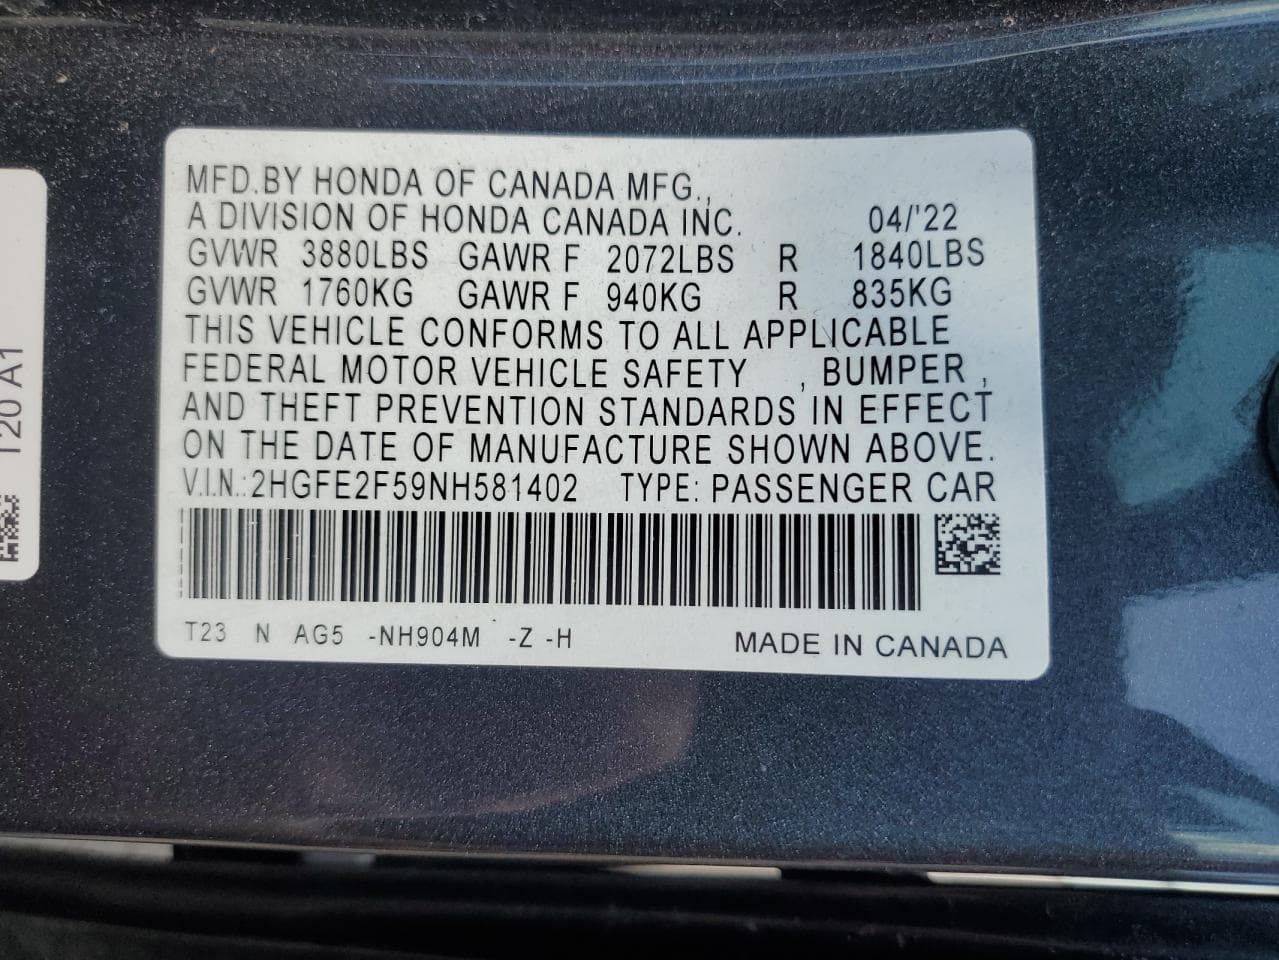 MFD.BY HONDA OF CANADA MFG.,
A DIVISION OF HONDA CANADA INC. 04/'22
GVWR 3880LBS GAWR F 2072LBS R 1840LBS
GVWR 1760KG GAWR F 940KG R 835KG
THIS VEHICLE CONFORMS TO ALL APPLICABLE
FEDERAL MOTOR VEHICLE SAFETY , BUMPER ,
AND THEFT PREVENTION STANDARDS IN EFFECT
ON THE DATE OF MANUFACTURE SHOWN ABOVE.
V.I.N.:2HGFE2F59NH581402 TYPE: PASSENGER CAR
T23 N AG5 -NH904M -Z -H MADE IN CANADA
T20 A1